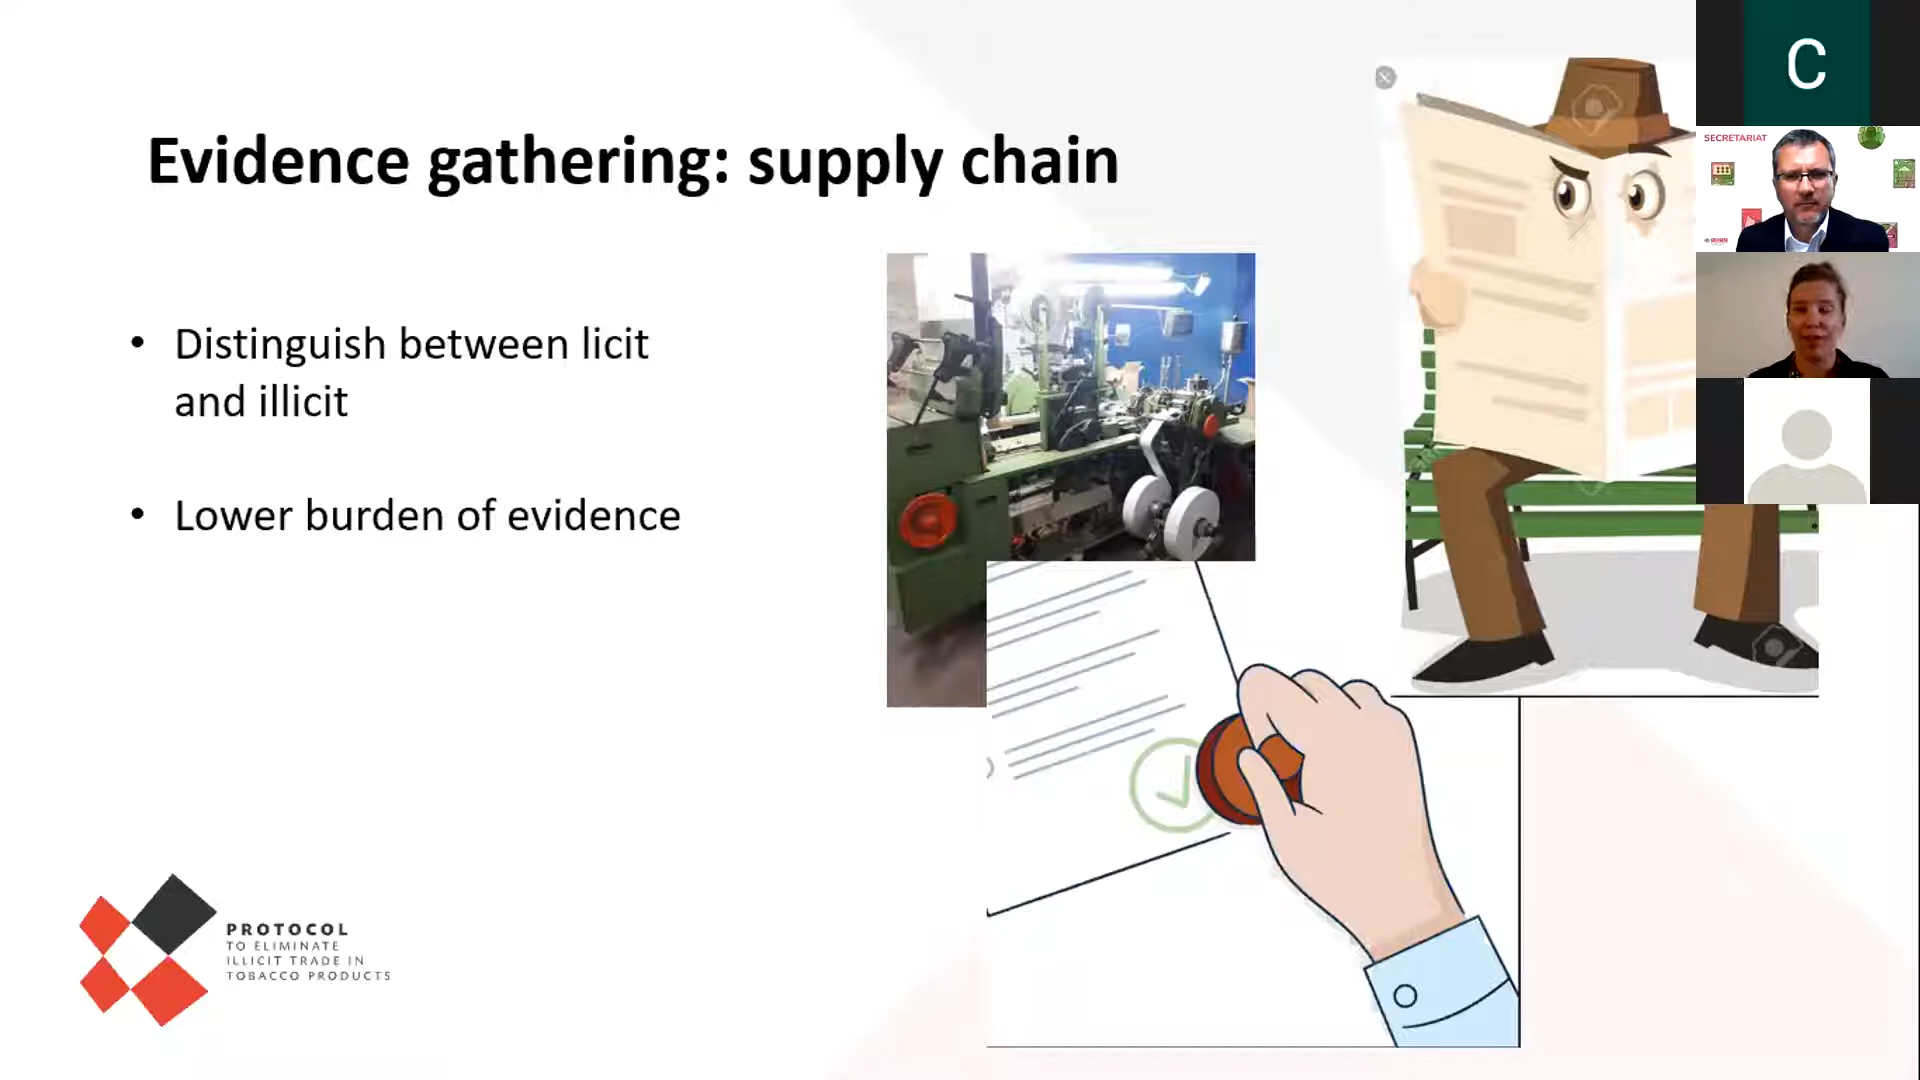 Evidence gathering: supply chain
• Distinguish between licit
and illicit
• Lower burden of evidence
PROTOCOL
TO ELIMINATE
ILLICIT TRADE IN
TOBACCO PRODUCTS
C
SECRETARIAT